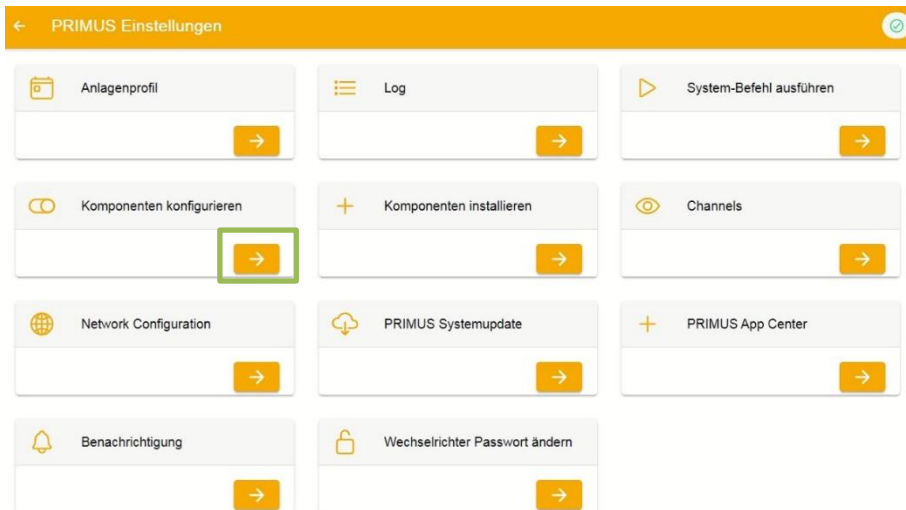 PRIMUS Einstellungen
Anlagenprofil
Log
System-Befehl ausführen
Komponenten konfigurieren
Komponenten installieren
Channels
Network Configuration
PRIMUS Systemupdate
PRIMUS App Center
Benachrichtigung
Wechselrichter Passwort ändern